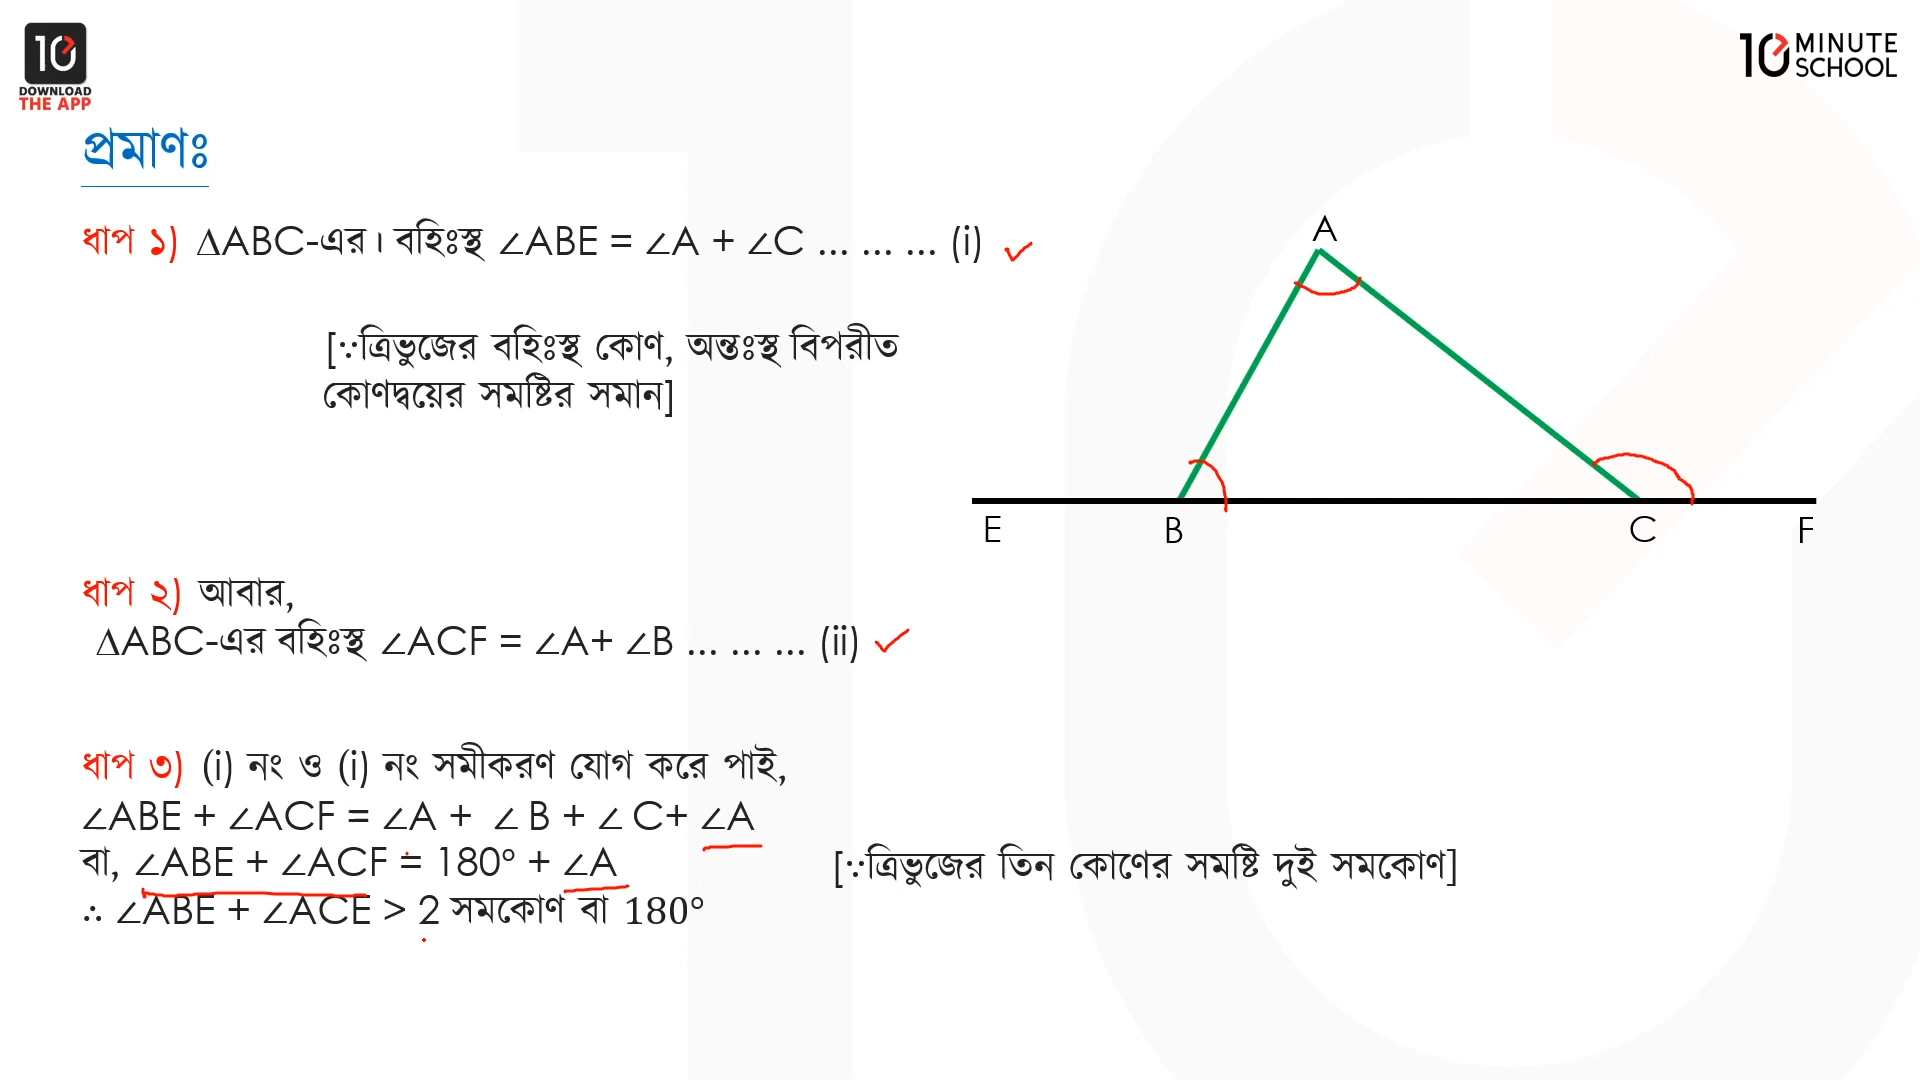 10
DOWNLOAD
THE APP
10 MINUTE
SCHOOL
প্রমাণঃ
ধাপ ১) ∆ABC-এর। বহিঃস্থ ∠ABE = ∠A + ∠C ... ... ... (i)
[∵ত্রিভুজের বহিঃস্থ কোণ, অন্তঃস্থ বিপরীত
কোণদ্বয়ের সমষ্টির সমান]
A
E
B
C
F
ধাপ ২) আবার,
∆ABC-এর বহিঃস্থ ∠ACF = ∠A+ ∠B ... ... ... (ii)
ধাপ ৩) (i) নং ও (i) নং সমীকরণ যোগ করে পাই,
∠ABE + ∠ACF = ∠A + ∠ B + ∠ C+ ∠A
বা, ∠ABE + ∠ACF = 180° + ∠A [∵ত্রিভুজের তিন কোণের সমষ্টি দুই সমকোণ]
∴ ∠ABE + ∠ACE > 2 সমকোণ বা 180°